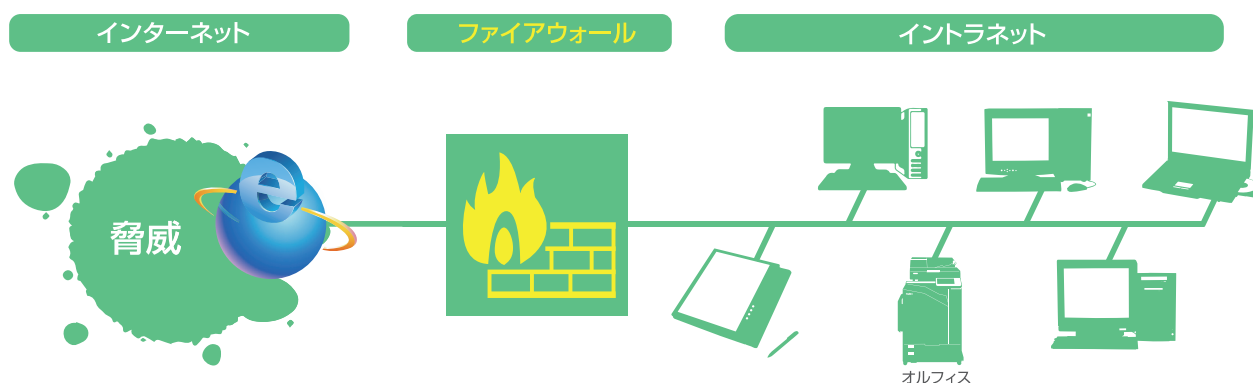 インターネット
ファイアウォール
イントラネット
脅威
オルフィス